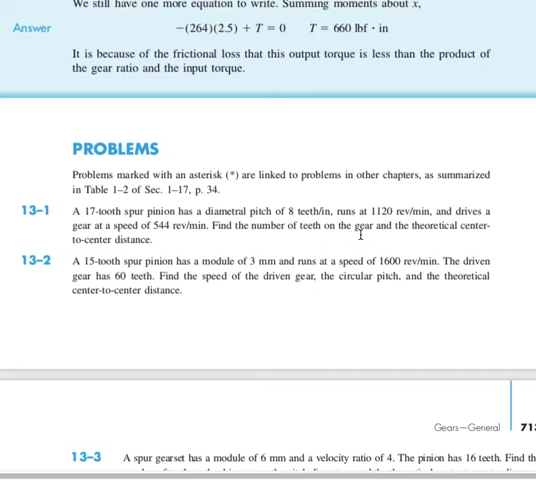 We still have one more equation to write. Summing moments about x,
Answer −(264)(2.5) + T = 0 T = 660 lbf · in
It is because of the frictional loss that this output torque is less than the product of
the gear ratio and the input torque.
PROBLEMS
Problems marked with an asterisk (*) are linked to problems in other chapters, as summarized
in Table 1–2 of Sec. 1–17, p. 34.
13–1 A 17-tooth spur pinion has a diametral pitch of 8 teeth/in, runs at 1120 rev/min, and drives a
gear at a speed of 544 rev/min. Find the number of teeth on the gear and the theoretical center-
to-center distance.
13–2 A 15-tooth spur pinion has a module of 3 mm and runs at a speed of 1600 rev/min. The driven
gear has 60 teeth. Find the speed of the driven gear, the circular pitch, and the theoretical
center-to-center distance.
Gears—General 713
13–3 A spur gearset has a module of 6 mm and a velocity ratio of 4. The pinion has 16 teeth. Find th